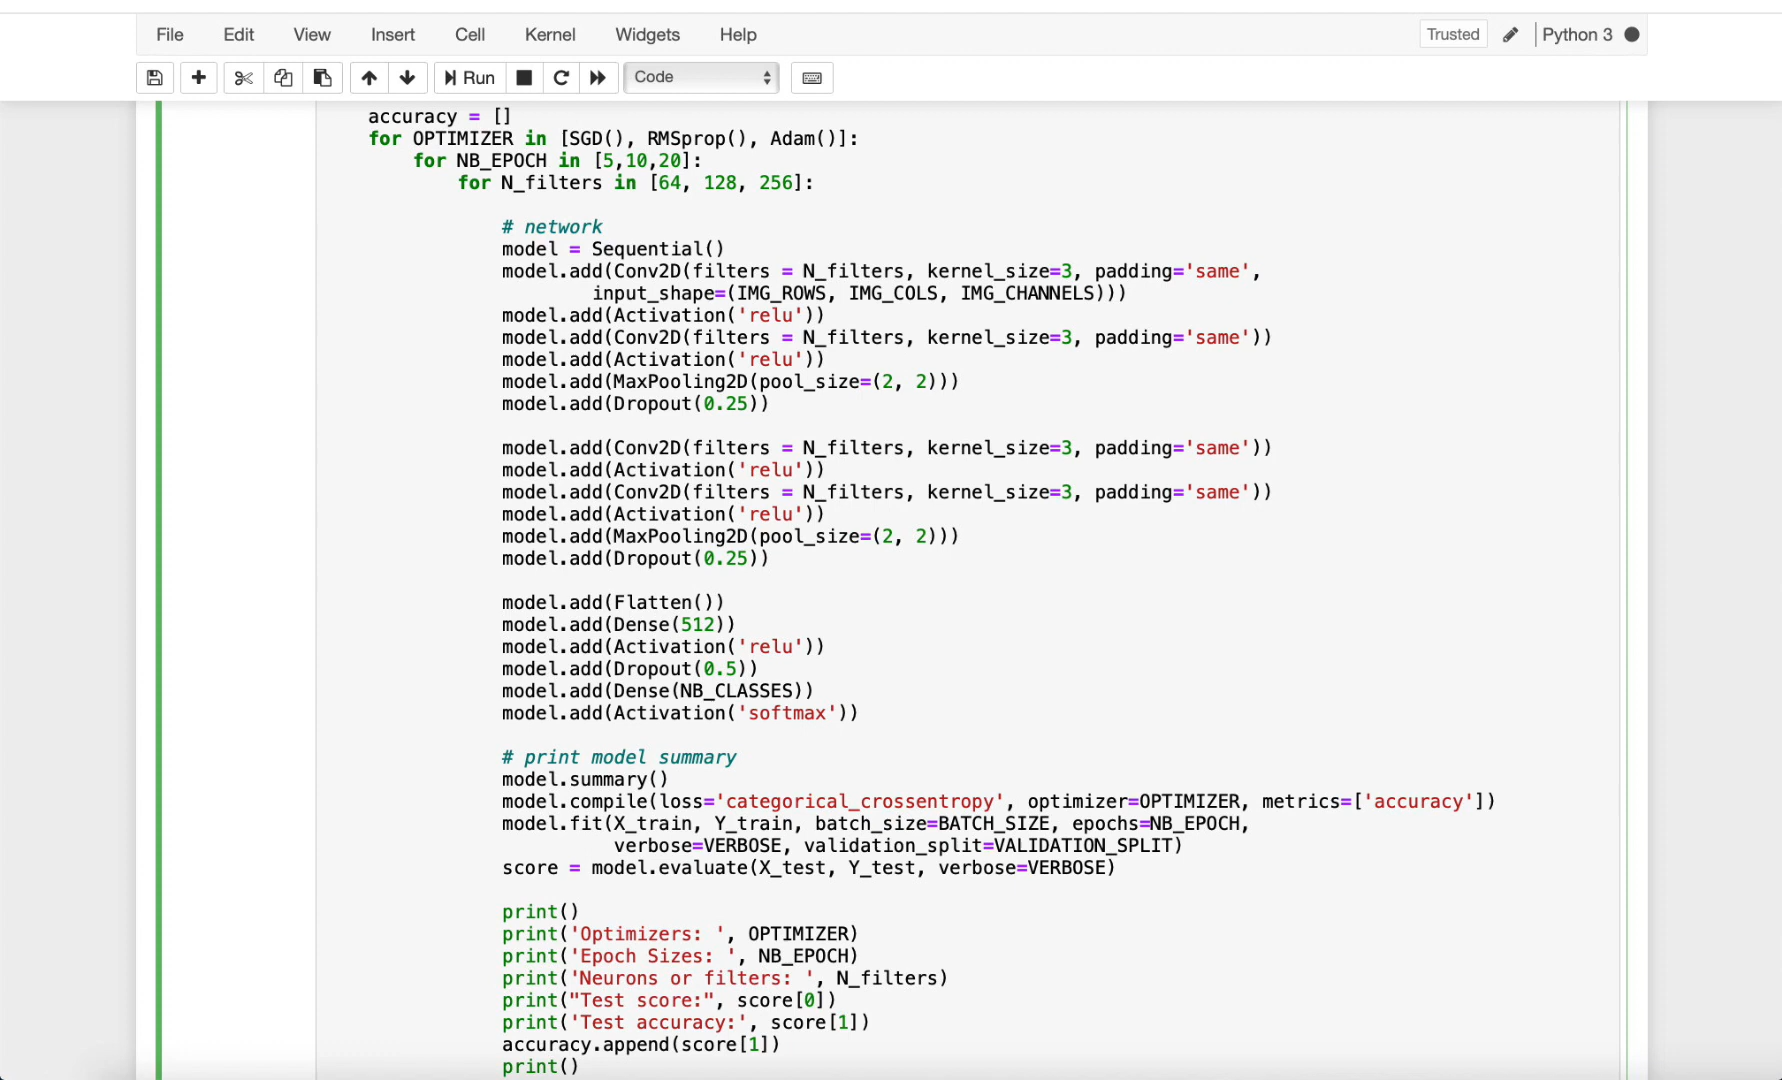 File Edit View Insert Cell Kernel Widgets Help Trusted Python 3
Run Code
accuracy = []
for OPTIMIZER in [SGD(), RMSprop(), Adam()]:
    for NB_EPOCH in [5,10,20]:
        for N_filters in [64, 128, 256]:
            # network
            model = Sequential()
            model.add(Conv2D(filters = N_filters, kernel_size=3, padding='same',
                    input_shape=(IMG_ROWS, IMG_COLS, IMG_CHANNELS)))
            model.add(Activation('relu'))
            model.add(Conv2D(filters = N_filters, kernel_size=3, padding='same'))
            model.add(Activation('relu'))
            model.add(MaxPooling2D(pool_size=(2, 2)))
            model.add(Dropout(0.25))
            model.add(Conv2D(filters = N_filters, kernel_size=3, padding='same'))
            model.add(Activation('relu'))
            model.add(Conv2D(filters = N_filters, kernel_size=3, padding='same'))
            model.add(Activation('relu'))
            model.add(MaxPooling2D(pool_size=(2, 2)))
            model.add(Dropout(0.25))
            model.add(Flatten())
            model.add(Dense(512))
            model.add(Activation('relu'))
            model.add(Dropout(0.5))
            model.add(Dense(NB_CLASSES))
            model.add(Activation('softmax'))
            # print model summary
            model.summary()
            model.compile(loss='categorical_crossentropy', optimizer=OPTIMIZER, metrics=['accuracy'])
            model.fit(X_train, Y_train, batch_size=BATCH_SIZE, epochs=NB_EPOCH,
                      verbose=VERBOSE, validation_split=VALIDATION_SPLIT)
            score = model.evaluate(X_test, Y_test, verbose=VERBOSE)
            print()
            print('Optimizers: ', OPTIMIZER)
            print('Epoch Sizes: ', NB_EPOCH)
            print('Neurons or filters: ', N_filters)
            print("Test score:", score[0])
            print('Test accuracy:', score[1])
            accuracy.append(score[1])
            print()